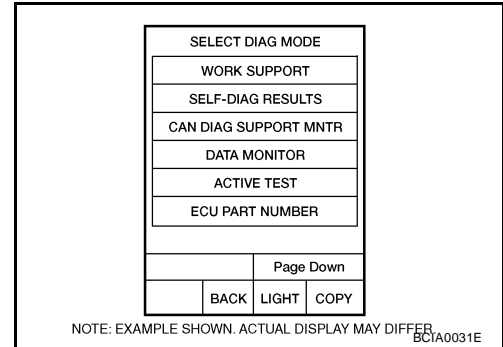 SELECT DIAG MODE
WORK SUPPORT
SELF-DIAG RESULTS
CAN DIAG SUPPORT MNTR
DATA MONITOR
ACTIVE TEST
ECU PART NUMBER
Page Down
BACK LIGHT COPY
NOTE: EXAMPLE SHOWN. ACTUAL DISPLAY MAY DIFFER.
BCIA0031E